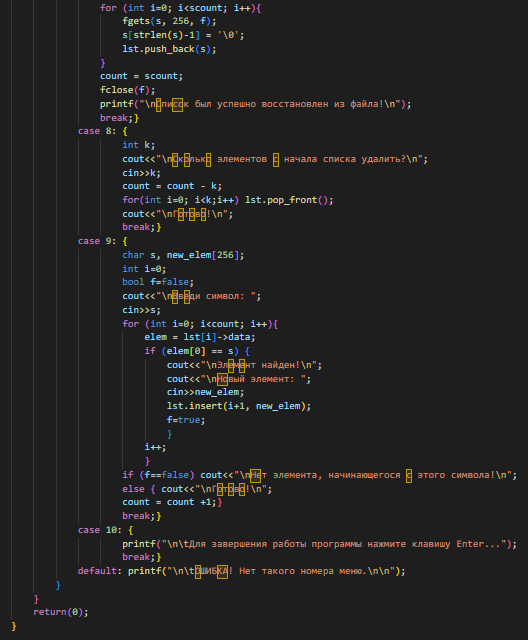 for (int i=0; i<scount; i++){
fgets(s, 256, f);
s[strlen(s)-1] = '\0';
lst.push_back(s);
}
count = scount;
fclose(f);
printf("\nСписок был успешно восстановлен из файла!\n");
break;}
case 8: {
int k;
cout<<"\nСколько элементов с начала списка удалить?\n";
cin>>k;
count = count - k;
for(int i=0; i<k;i++) lst.pop_front();
cout<<"\nГотово!\n";
break;}
case 9: {
char s, new_elem[256];
int i=0;
bool f=false;
cout<<"\nВведи символ: ";
cin>>s;
for (int i=0; i<count; i++){
elem = lst[i]->data;
if (elem[0] == s) {
cout<<"\nЭлемент найден!\n";
cout<<"\nНовый элемент: ";
cin>>new_elem;
lst.insert(i+1, new_elem);
f=true;
}
i++;
}
if (f==false) cout<<"\nНет элемента, начинающегося с этого символа!\n";
else { cout<<"\nГотово!\n";
count = count +1;}
break;}
case 10: {
printf("\n\tДля завершения работы программы нажмите клавишу Enter...");
break;}
default: printf("\n\tОШИБКА! Нет такого номера меню.\n\n");
}
}
return(0);
}